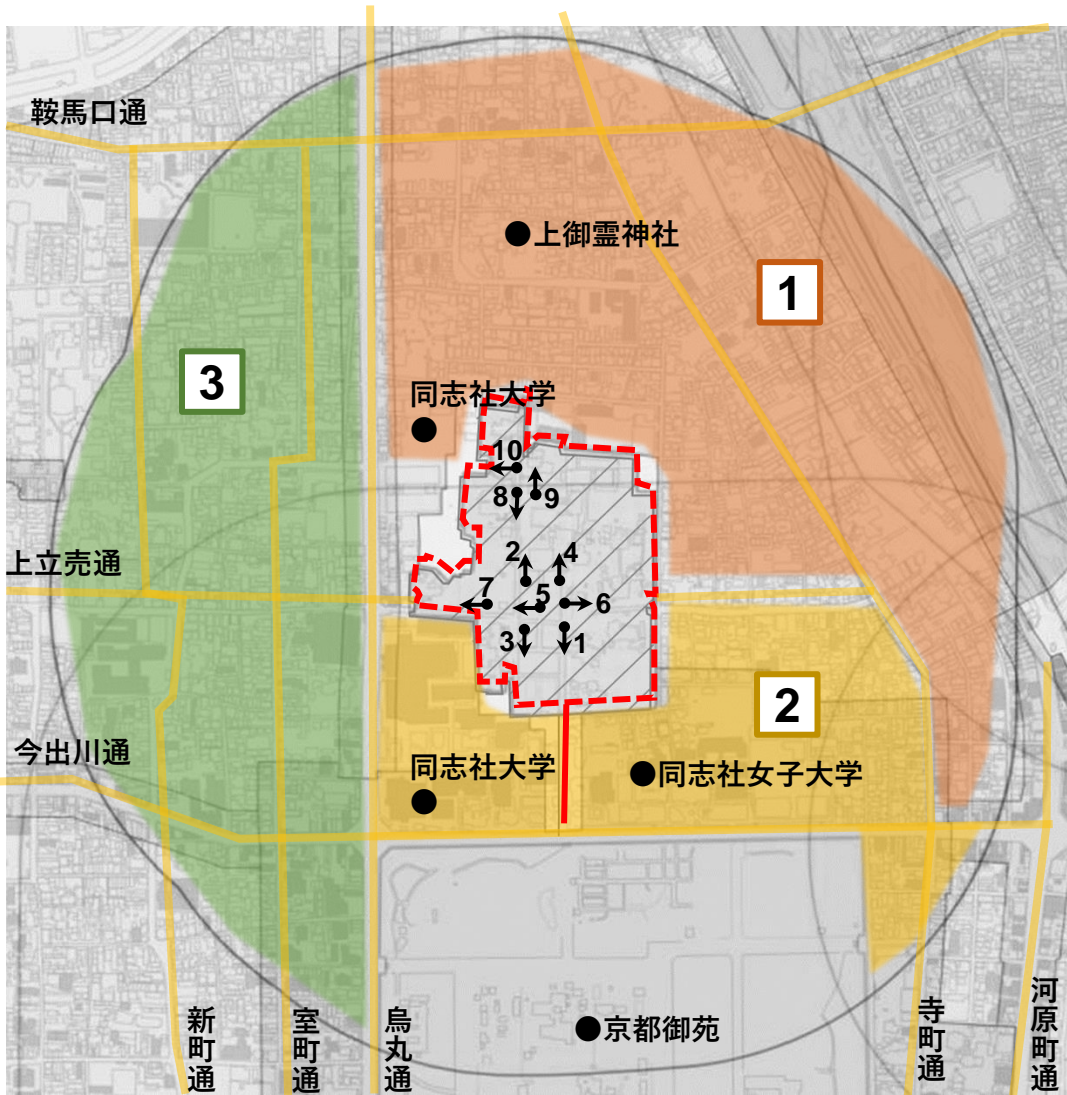 鞍馬口通
●上御霊神社
1
3
同志社大学
10
8
9
2
4
上立売通
7
5
6
3
1
2
今出川通
同志社大学
●同志社女子大学
●京都御苑
新町通
室町通
烏丸通
寺町通
河原町通